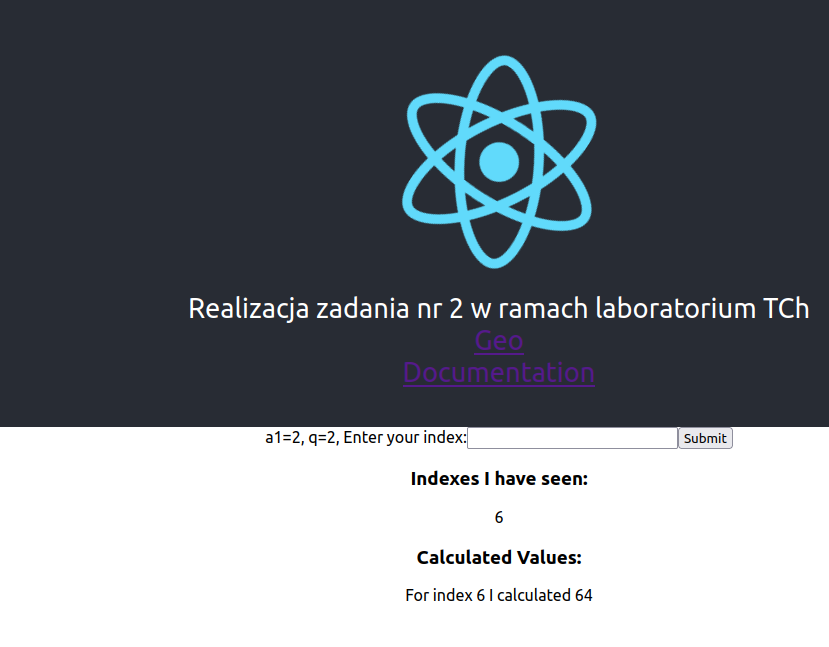 Realizacja zadania nr 2 w ramach laboratorium TCh
Geo
Documentation
a1=2, q=2, Enter your index: Submit
Indexes I have seen:
6
Calculated Values:
For index 6 I calculated 64